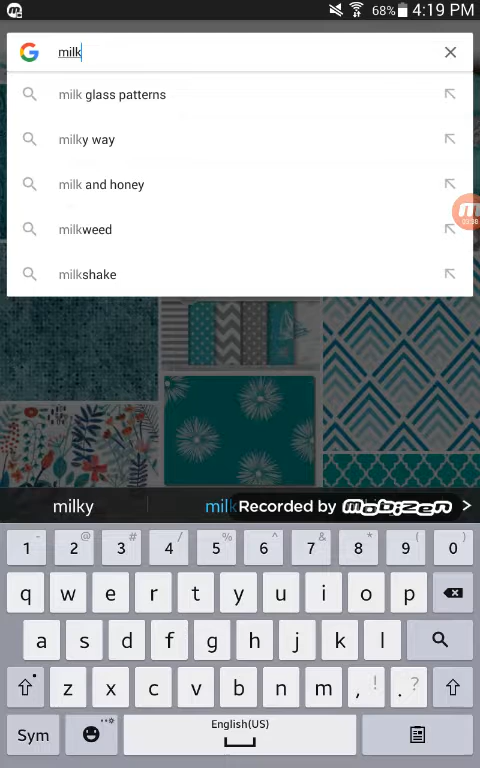 68% 4:19 PM
milk
milk glass patterns
milky way
milk and honey
milkweed
milkshake
milky milk Recorded by mobizen
1 - 2 @ 3 # 4 / 5 % 6 ^ 7 & 8 * 9 ( 0 )
q w e r t y u i o p
a s d f g h j k l
z x c v b n m , ! . ?
Sym English(US)